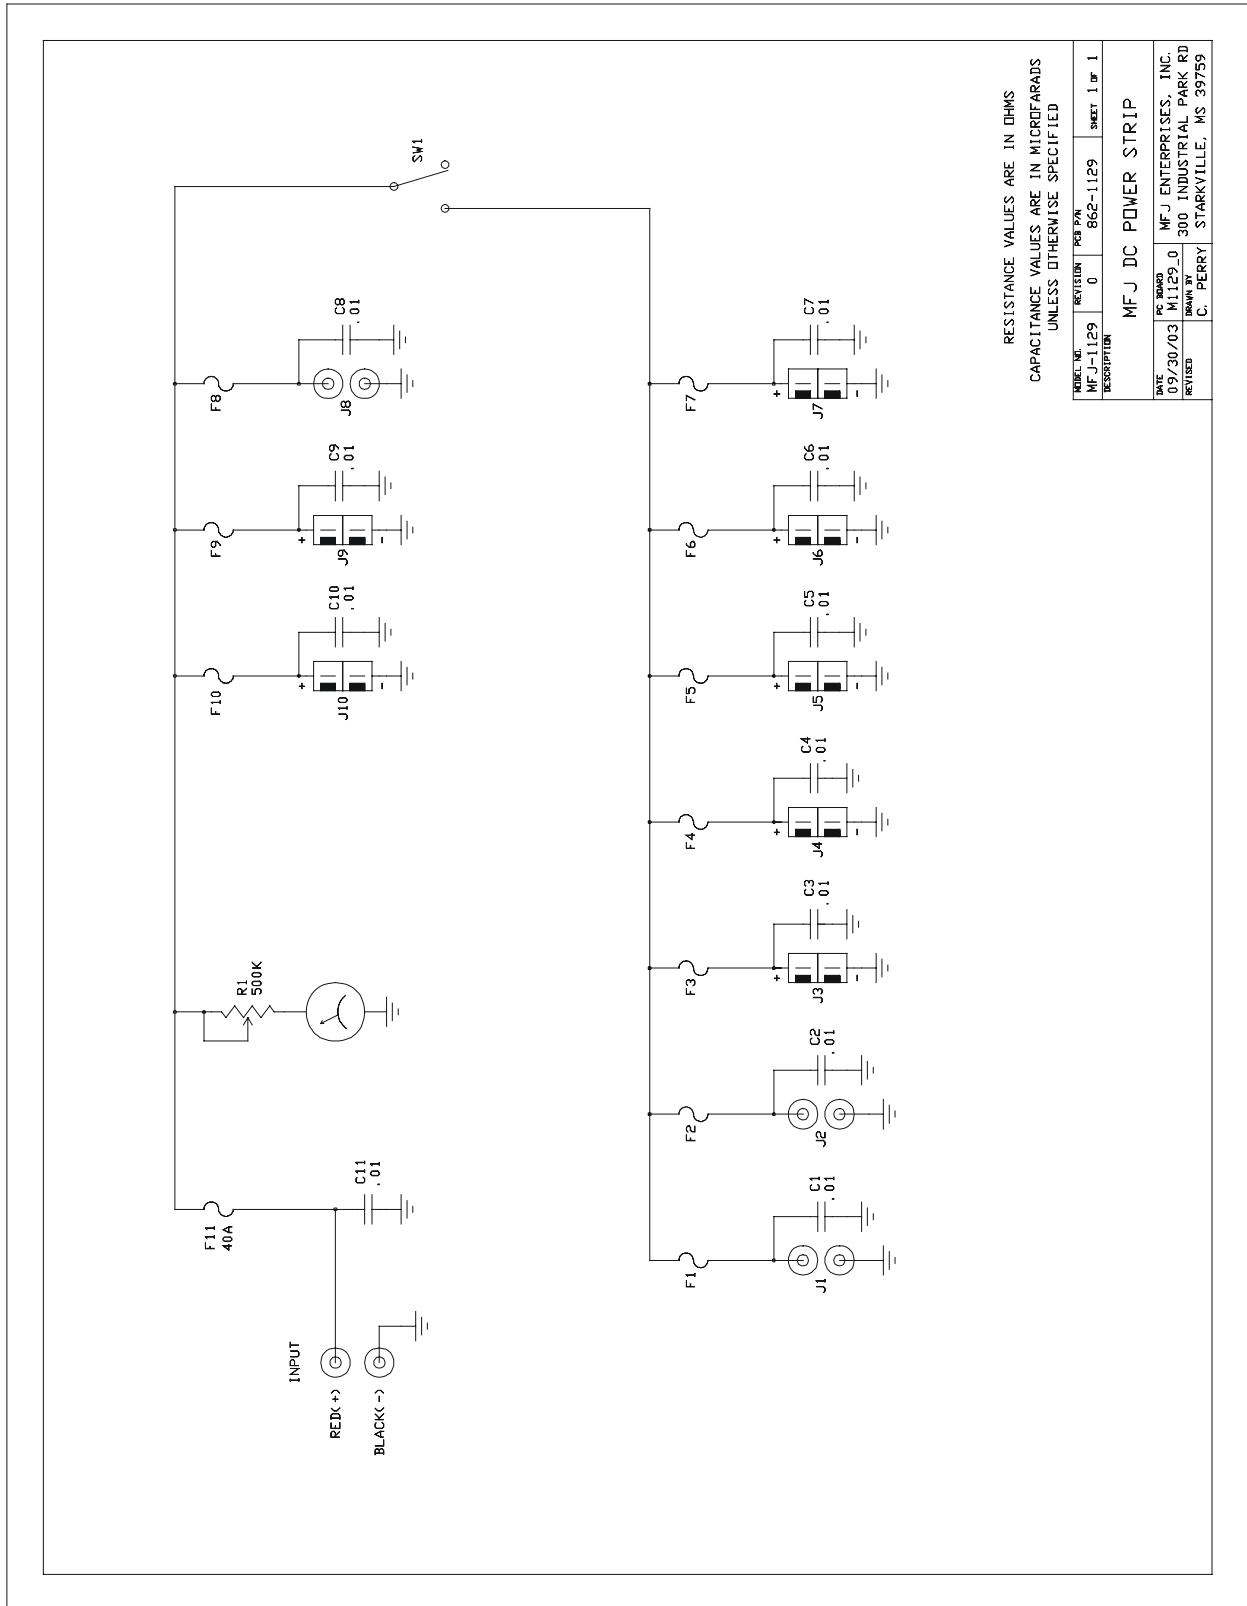 INPUT
RED(+)
BLACK(-)
F11
40A
C11
.01
R1
500K
F10
J10
+
-
C10
.01
F9
J9
+
-
C9
.01
F8
J8
C8
.01
SW1
F1
J1
C1
.01
F2
J2
C2
.01
F3
J3
+
-
C3
.01
F4
J4
+
-
C4
.01
F5
J5
+
-
C5
.01
F6
J6
+
-
C6
.01
F7
J7
+
-
C7
.01
RESISTANCE VALUES ARE IN OHMS
CAPACITANCE VALUES ARE IN MICROFARADS
UNLESS OTHERWISE SPECIFIED
MODEL NO. REVISION PCB P/N
MFJ-1129 0 862-1129 SHEET 1 OF 1
DESCRIPTION
MFJ DC POWER STRIP
DATE PC BOARD
09/30/03 M1129_0
REVISED DRAWN BY
C. PERRY
MFJ ENTERPRISES, INC.
300 INDUSTRIAL PARK RD
STARKVILLE, MS 39759